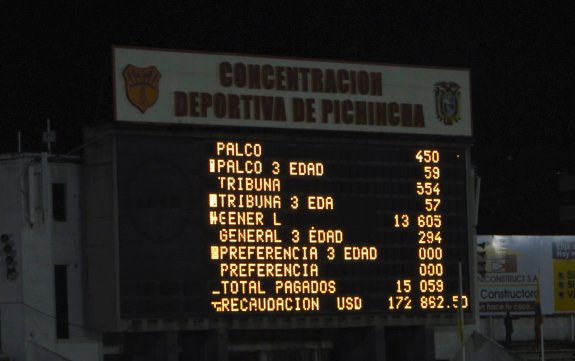 CONCENTRACION
DEPORTIVA DE PICHINCHA
PALCO 450
PALCO 3 EDAD 59
TRIBUNA 554
TRIBUNA 3 EDA 57
GENER L 13 605
GENERAL 3 EDAD 294
PREFERENCIA 3 EDAD 000
PREFERENCIA 000
TOTAL PAGADOS 15 059
RECAUDACION USD 172 862.50
Constructora